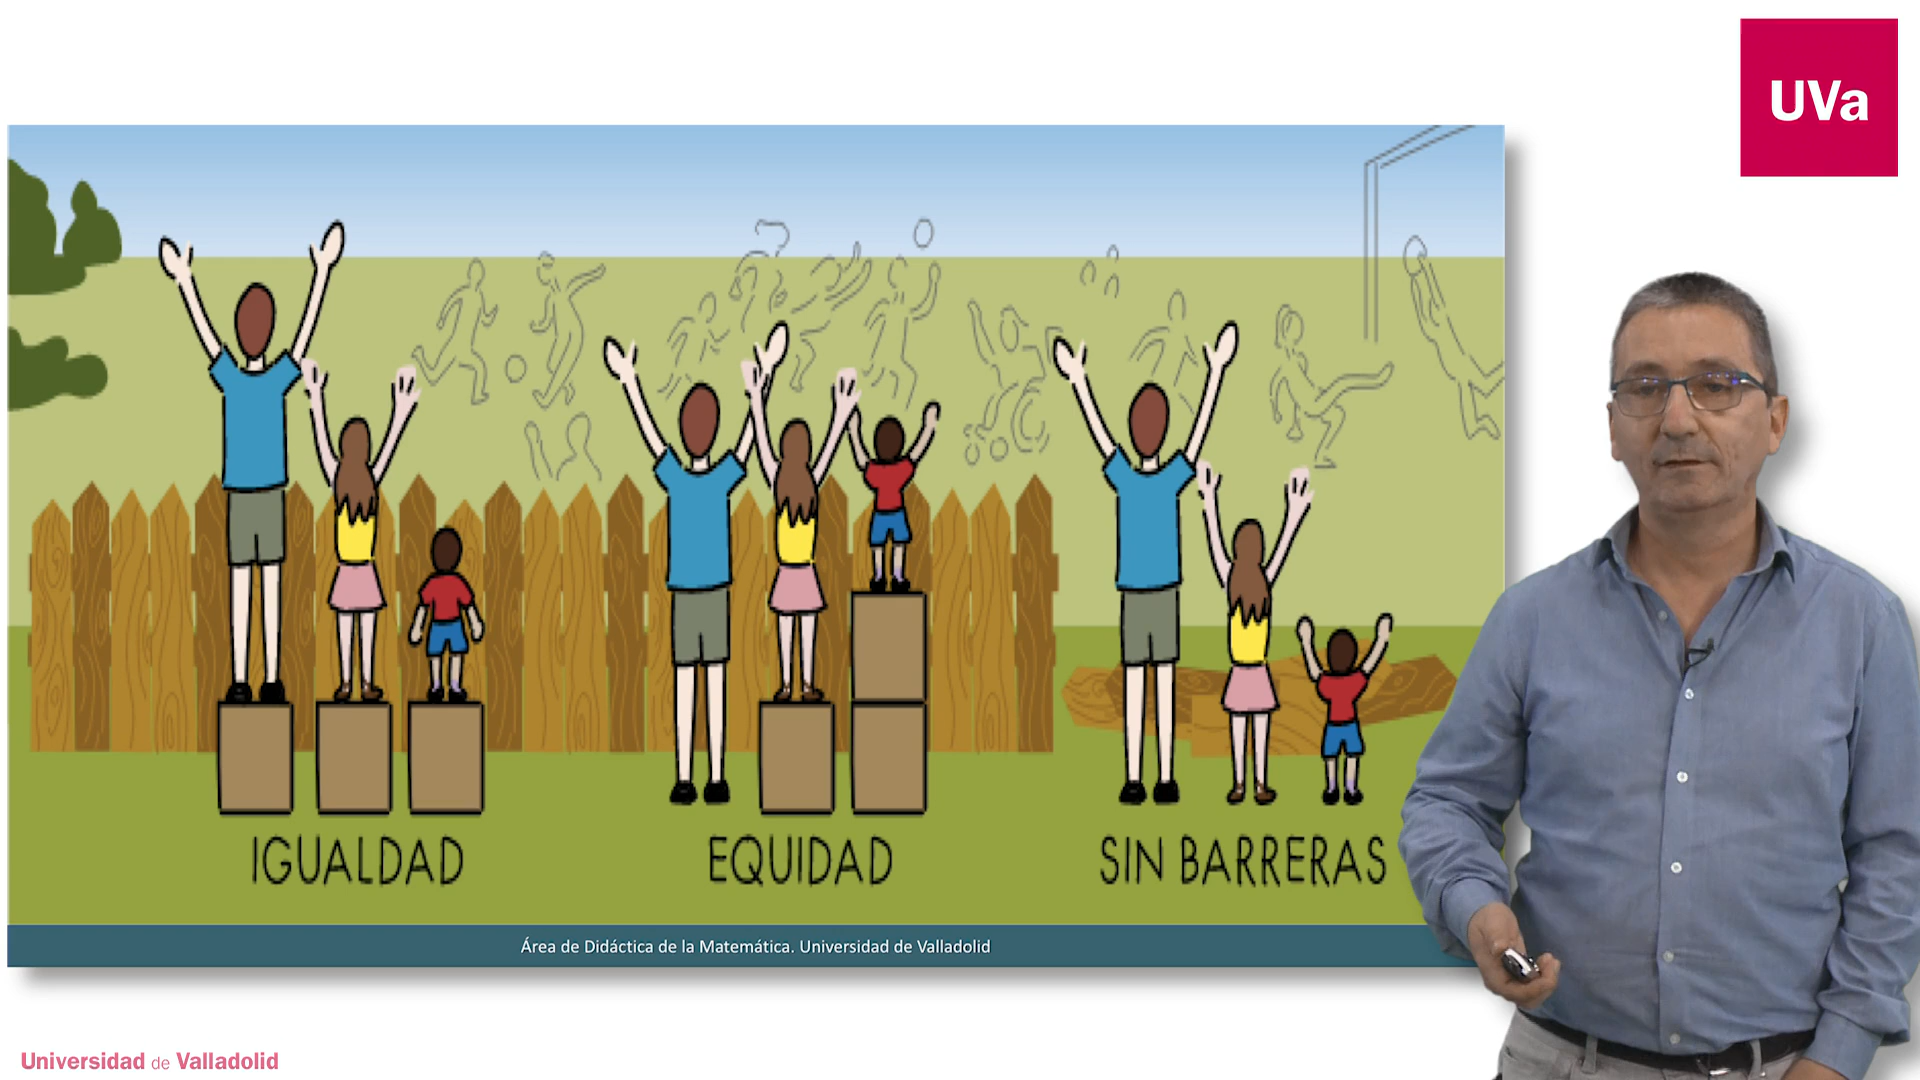 UVa
IGUALDAD
EQUIDAD
SIN BARRERAS
Área de Didáctica de la Matemática. Universidad de Valladolid
Universidad de Valladolid